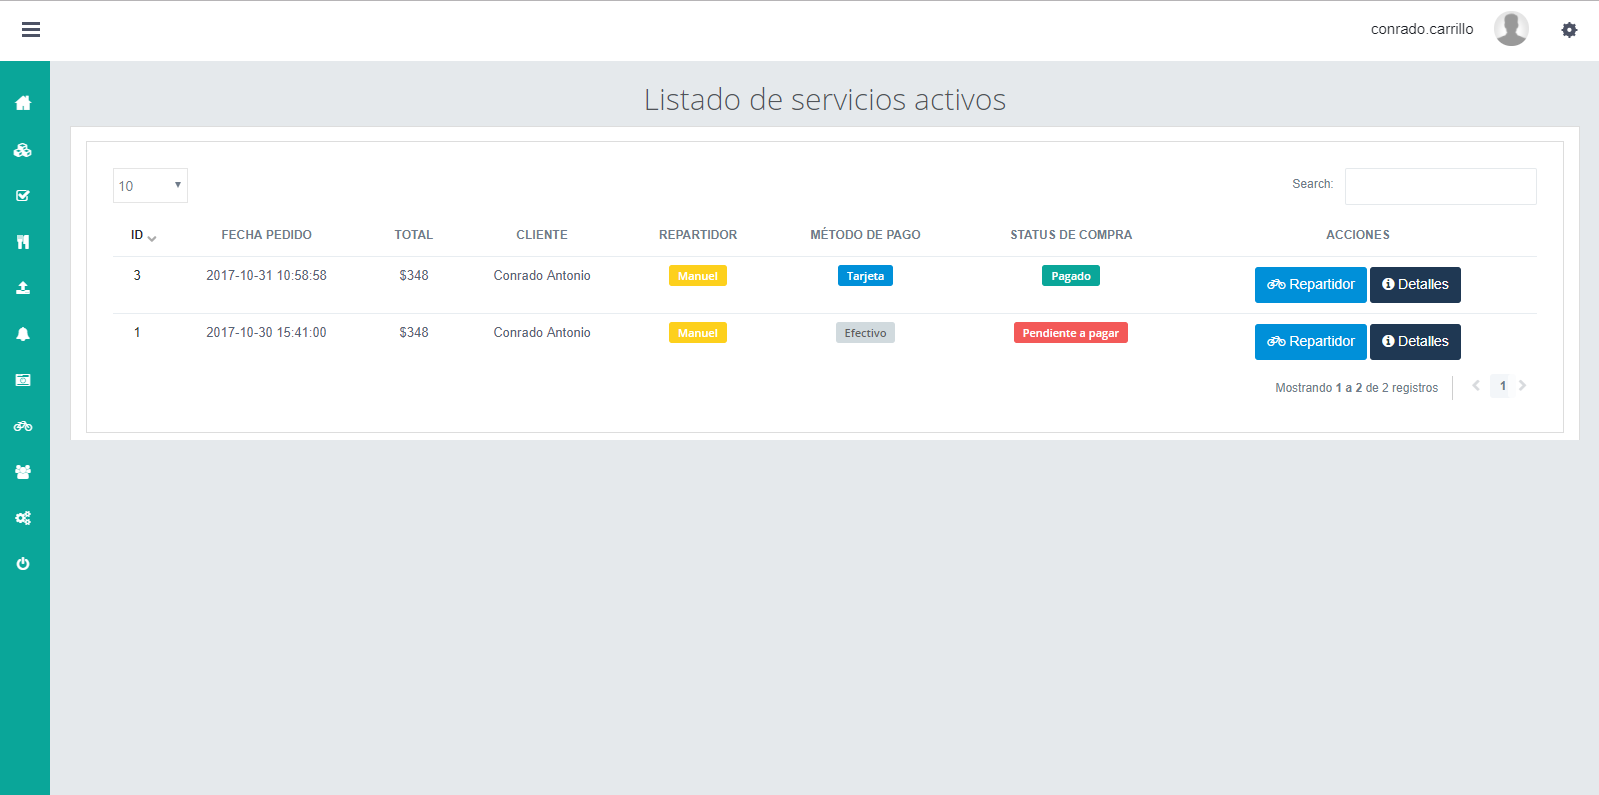 conrado.carrillo
Listado de servicios activos
10 Search:
ID FECHA PEDIDO TOTAL CLIENTE REPARTIDOR MÉTODO DE PAGO STATUS DE COMPRA ACCIONES
3 2017-10-31 10:58:58 $348 Conrado Antonio Manuel Tarjeta Pagado Repartidor Detalles
1 2017-10-30 15:41:00 $348 Conrado Antonio Manuel Efectivo Pendiente a pagar Repartidor Detalles
Mostrando 1 a 2 de 2 registros 1